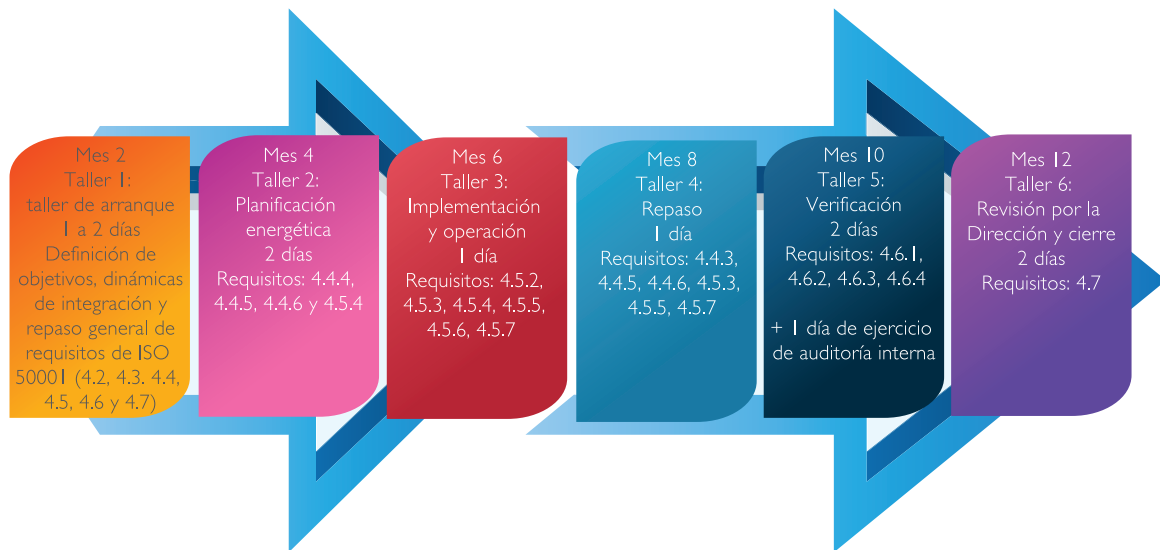 Mes 2
Taller 1:
taller de arranque
1 a 2 días
Definición de
objetivos, dinámicas
de integración y
repaso general de
requisitos de ISO
50001 (4.2, 4.3. 4.4,
4.5, 4.6 y 4.7)
Mes 4
Taller 2:
Planificación
energética
2 días
Requisitos: 4.4.4,
4.4.5, 4.4.6 y 4.5.4
Mes 6
Taller 3:
Implementación
y operación
1 día
Requisitos: 4.5.2,
4.5.3, 4.5.4, 4.5.5,
4.5.6, 4.5.7
Mes 8
Taller 4:
Repaso
1 día
Requisitos: 4.4.3,
4.4.5, 4.4.6, 4.5.3,
4.5.5, 4.5.7
Mes 10
Taller 5:
Verificación
2 días
Requisitos: 4.6.1,
4.6.2, 4.6.3, 4.6.4
+ 1 día de ejercicio
de auditoría interna
Mes 12
Taller 6:
Revisión por la
Dirección y cierre
2 días
Requisitos: 4.7